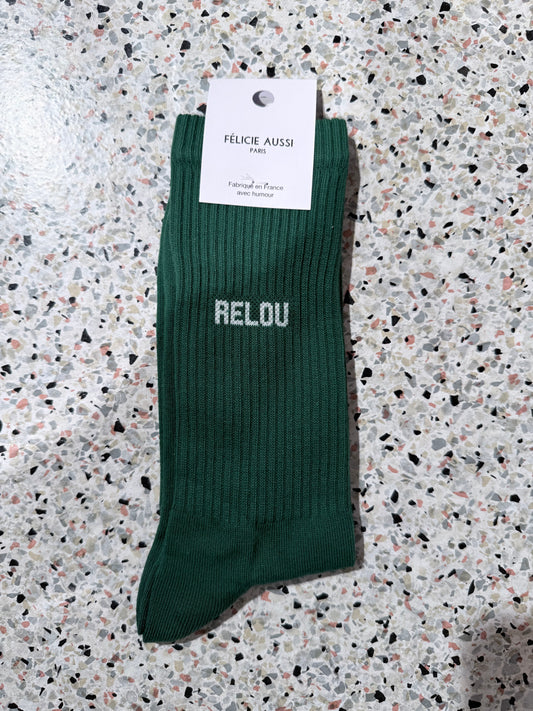 FÉLICIE AUSSI
PARIS
Fabriqué en France
avec humour
RELOU